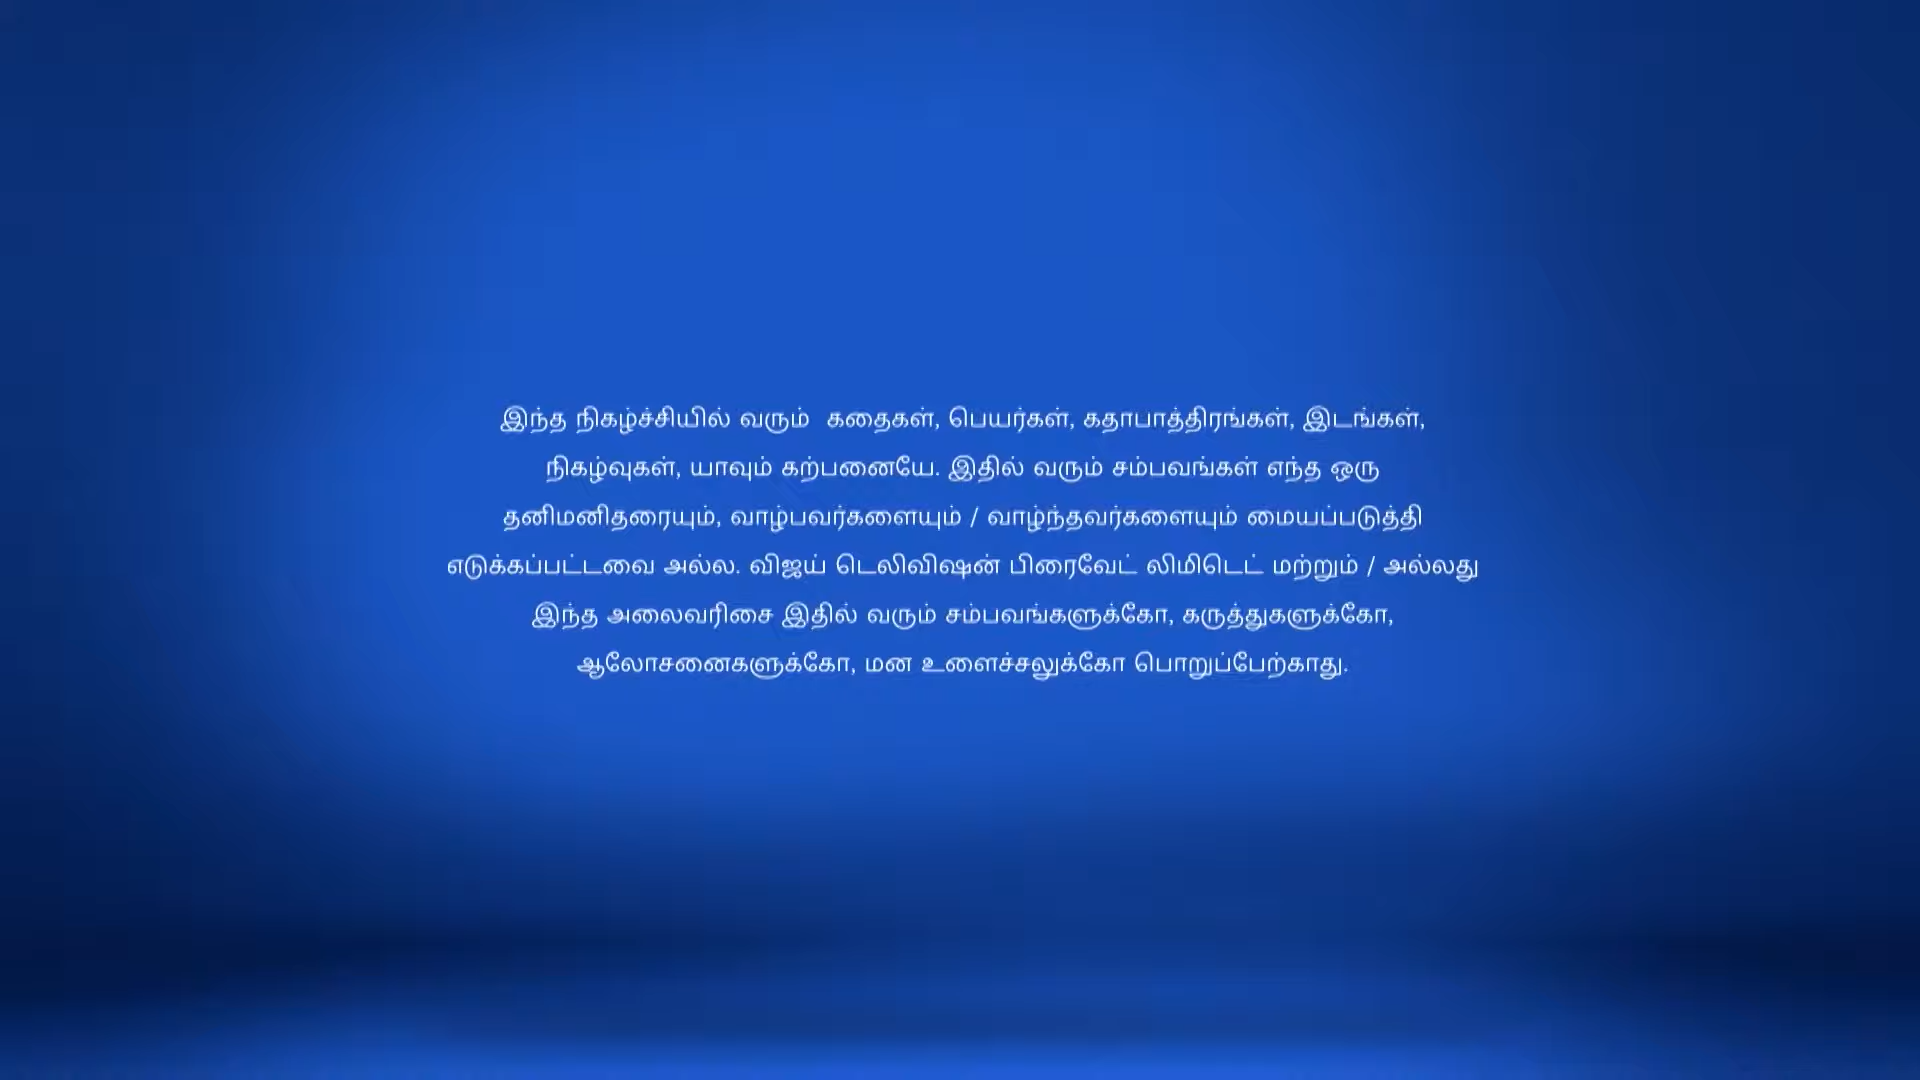 இந்த நிகழ்ச்சியில் வரும்  கதைகள், பெயர்கள், கதாபாத்திரங்கள், இடங்கள்,
நிகழ்வுகள், யாவும் கற்பனையே. இதில் வரும் சம்பவங்கள் எந்த ஒரு
தனிமனிதரையும், வாழ்பவர்களையும் / வாழ்ந்தவர்களையும் மையப்படுத்தி
எடுக்கப்பட்டவை அல்ல. விஜய் டெலிவிஷன் பிரைவேட் லிமிடெட் மற்றும் / அல்லது
இந்த அலைவரிசை இதில் வரும் சம்பவங்களுக்கோ, கருத்துகளுக்கோ,
ஆலோசனைகளுக்கோ, மன உளைச்சலுக்கோ பொறுப்பேற்காது.